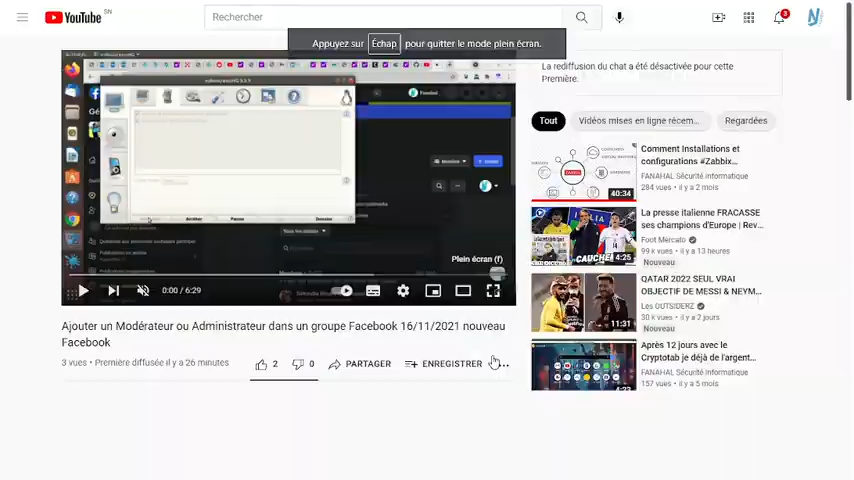 YouTube SN
Rechercher
3
Appuyez sur Échap pour quitter le mode plein écran.
La rediffusion du chat a été désactivée pour cette
Première.
Tout
Vidéos mises en ligne récem...
Regardées
Comment Installations et
configurations #Zabbix...
FANAHAL Sécurité Informatique
284 vues • il y a 2 mois
ZABBIX
40:34
La presse italienne FRACASSE
ses champions d'Europe | Rev...
Foot Mercato
99 k vues • il y a 13 heures
Nouveau
4:25
QATAR 2022 SEUL VRAI
OBJECTIF DE MESSI & NEYM...
Les OUTSIDERZ
30 k vues • il y a 2 jours
Nouveau
11:31
Après 12 jours avec le
Cryptotab je déjà de l'argent...
FANAHAL Sécurité Informatique
157 vues • il y a 5 mois
4:23
Arrêter
Pause
Plein écran (f)
0:00 / 6:29
Ajouter un Modérateur ou Administrateur dans un groupe Facebook 16/11/2021 nouveau
Facebook
3 vues • Première diffusée il y a 26 minutes
2
0
PARTAGER
ENREGISTRER